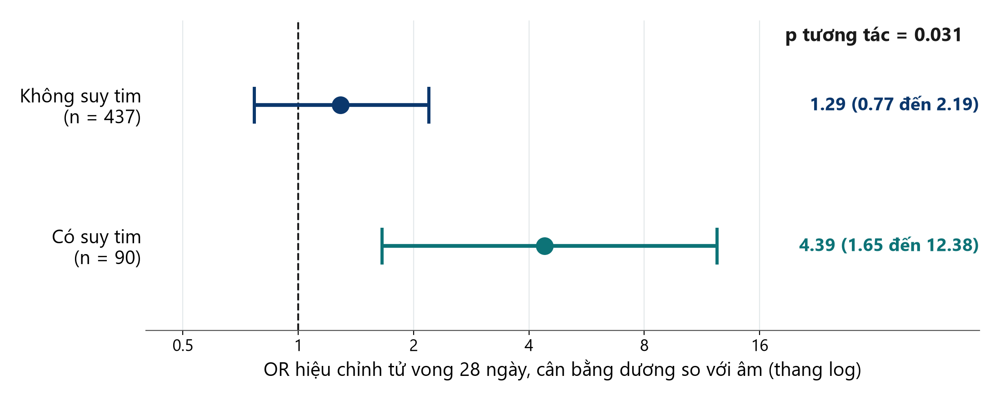 p tương tác = 0.031
Không suy tim
(n = 437)
1.29 (0.77 đến 2.19)
Có suy tim
(n = 90)
4.39 (1.65 đến 12.38)
0.5 1 2 4 8 16
OR hiệu chỉnh tử vong 28 ngày, cân bằng dương so với âm (thang log)